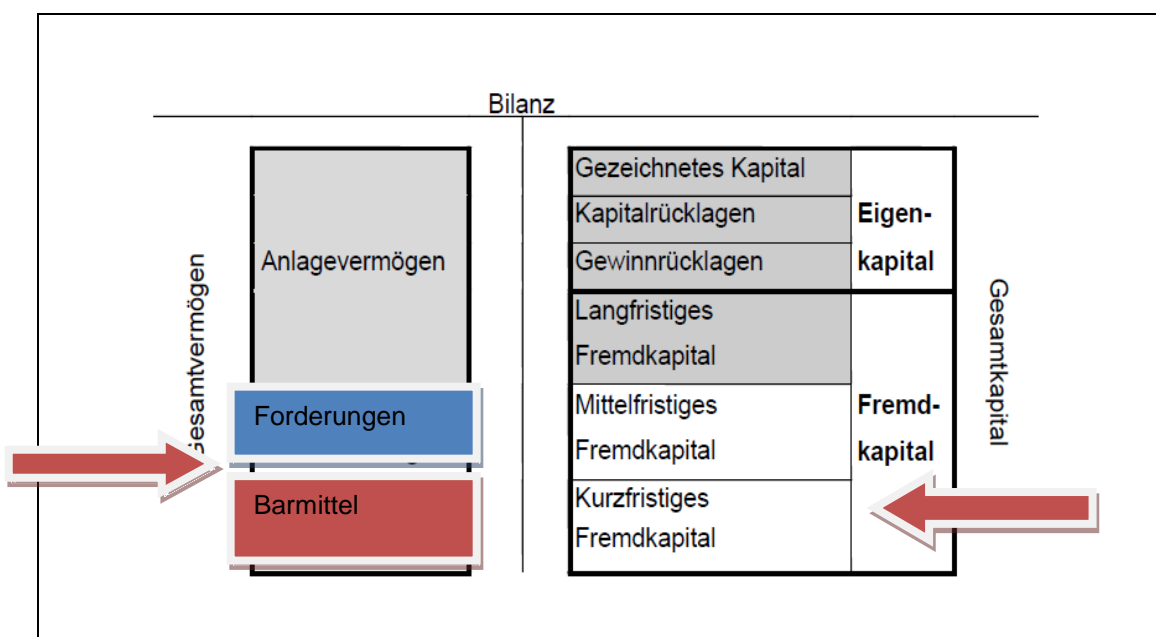 Bilanz
Gesamtvermögen
Anlagevermögen
Forderungen
Barmittel
Gezeichnetes Kapital
Kapitalrücklagen
Gewinnrücklagen
Eigen-
kapital
Langfristiges
Fremdkapital
Mittelfristiges
Fremdkapital
Kurzfristiges
Fremdkapital
Fremd-
kapital
Gesamtkapital